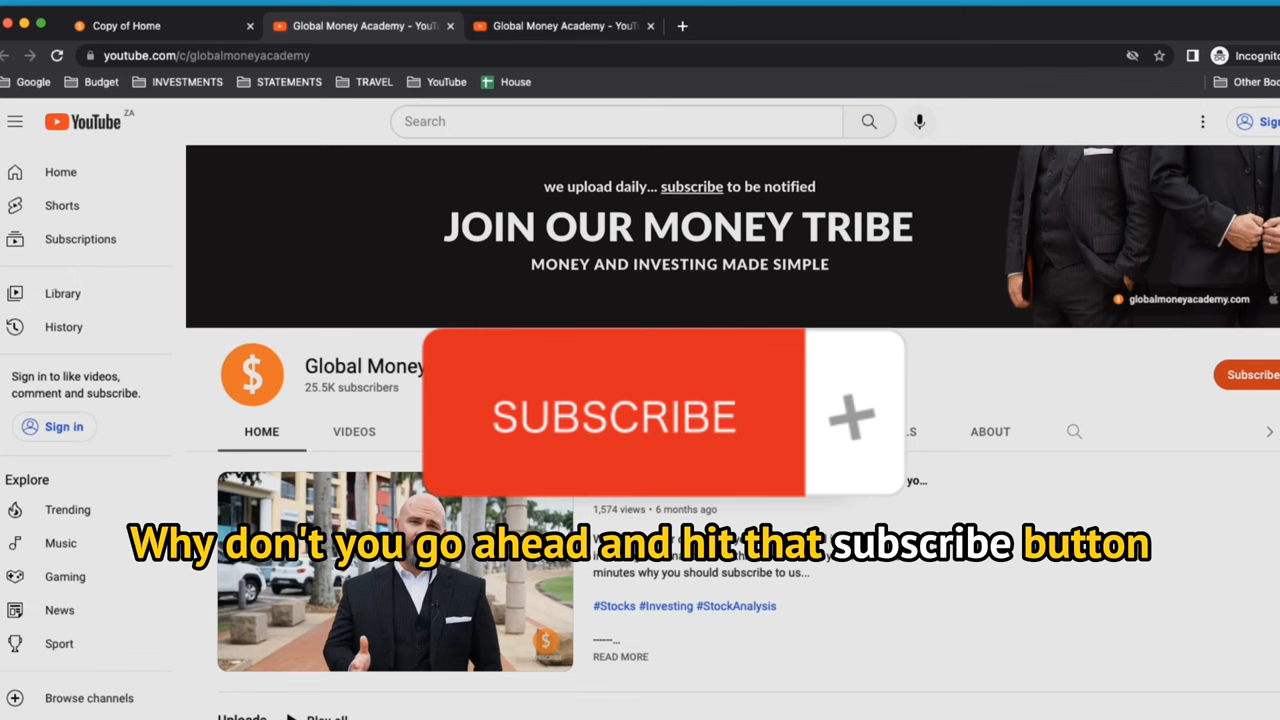 Copy of Home
Global Money Academy - YouT
Global Money Academy - YouT
youtube.com/c/globalmoneyacademy
Incognito
Google
Budget
INVESTMENTS
STATEMENTS
TRAVEL
YouTube
House
Other Boo
YouTube ZA
Search
Sign
Home
Shorts
Subscriptions
Library
History
Sign in to like videos,
comment and subscribe.
Sign in
Explore
Trending
Music
Gaming
News
Sport
Browse channels
we upload daily... subscribe to be notified
JOIN OUR MONEY TRIBE
MONEY AND INVESTING MADE SIMPLE
globalmoneyacademy.com
Global Money
25.5K subscribers
Subscribe
SUBSCRIBE
HOME
VIDEOS
LS
ABOUT
yo...
1,574 views • 6 months ago
Why don't you go ahead and hit that subscribe button
minutes why you should subscribe to us...
#Stocks #Investing #StockAnalysis
------...
READ MORE
Uploads
Play all